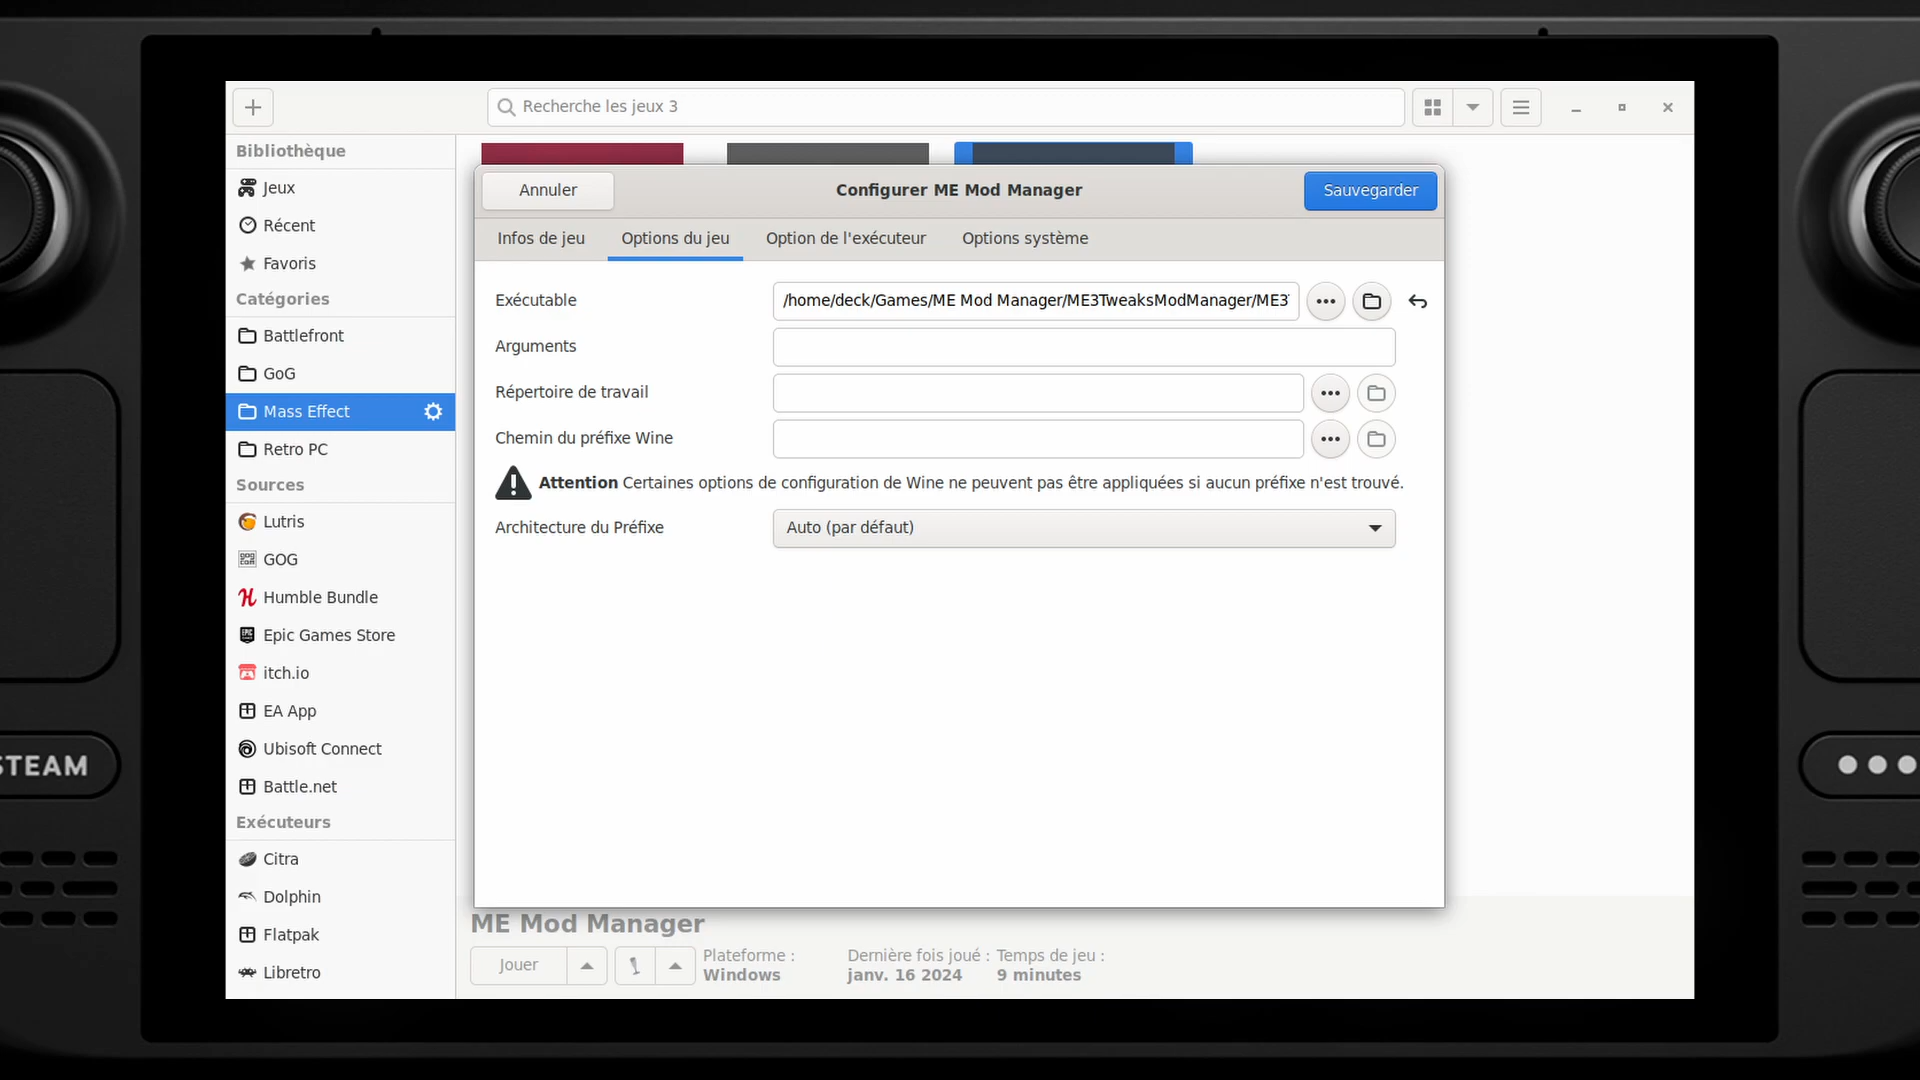 Recherche les jeux 3
Bibliothèque
Jeux
Récent
Favoris
Catégories
Battlefront
GoG
Mass Effect
Retro PC
Sources
Lutris
GOG
Humble Bundle
Epic Games Store
itch.io
EA App
Ubisoft Connect
Battle.net
Exécuteurs
Citra
Dolphin
Flatpak
Libretro
Annuler
Configurer ME Mod Manager
Sauvegarder
Infos de jeu
Options du jeu
Option de l'exécuteur
Options système
Exécutable
/home/deck/Games/ME Mod Manager/ME3TweaksModManager/ME3
Arguments
Répertoire de travail
Chemin du préfixe Wine
Attention Certaines options de configuration de Wine ne peuvent pas être appliquées si aucun préfixe n'est trouvé.
Architecture du Préfixe
Auto (par défaut)
ME Mod Manager
Jouer
Plateforme :
Windows
Dernière fois joué :
janv. 16 2024
Temps de jeu :
9 minutes
STEAM